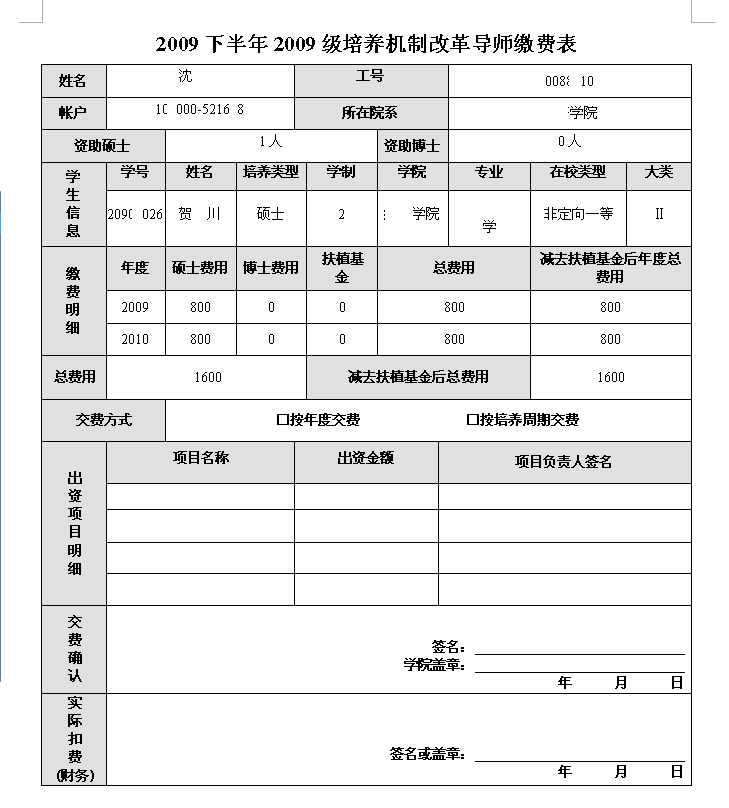 2009下半年2009级培养机制改革导师缴费表
姓名 沈 工号 008 10
帐户 10 000-5216 8 所在院系 学院
资助硕士 1人 资助博士 0人
学生信息
学号 姓名 培养类型 学制 学院 专业 在校类型 大类
2090 026 贺 川 硕士 2 学院 学 非定向一等 II
缴费明细
年度 硕士费用 博士费用 扶植基金 总费用 减去扶植基金后年度总费用
2009 800 0 0 800 800
2010 800 0 0 800 800
总费用 1600 减去扶植基金后总费用 1600
交费方式 □按年度交费 □按培养周期交费
出资项目明细
项目名称 出资金额 项目负责人签名
交费确认
签名：
学院盖章：
年 月 日
实际扣费(财务)
签名或盖章：
年 月 日